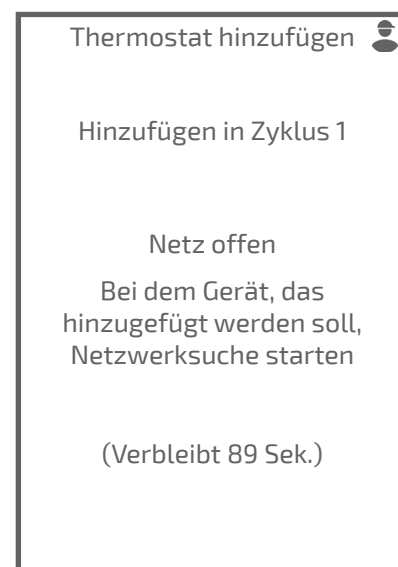 Thermostat hinzufügen
Hinzufügen in Zyklus 1
Netz offen
Bei dem Gerät, das
hinzugefügt werden soll,
Netzwerksuche starten
(Verbleibt 89 Sek.)